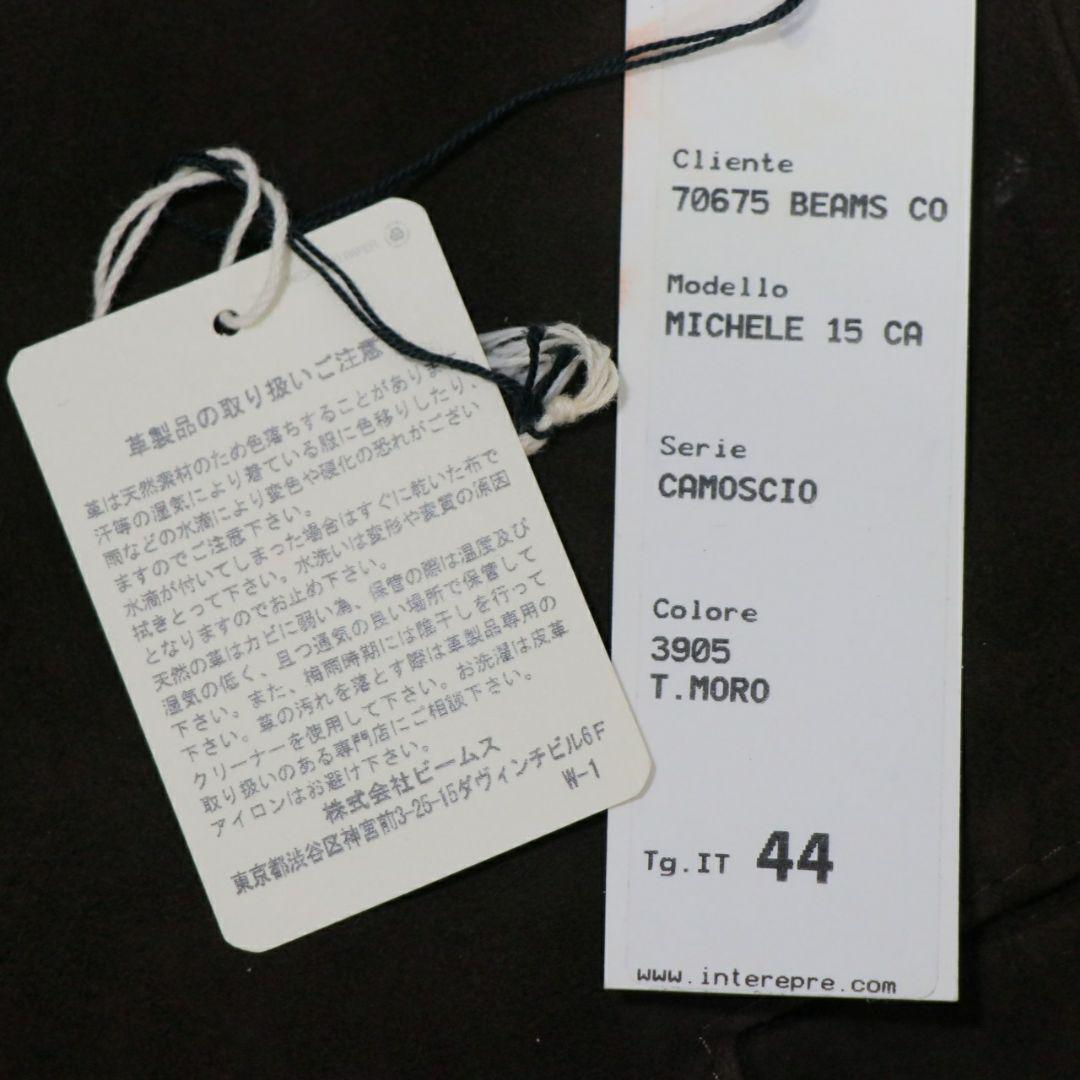 PAPER
革製品の取り扱いご注意
革は天然素材のため色落ちすることがありま
汗等の湿気により着ている服に色移りしたり、
雨などの水滴により変色や硬化の恐れがござい
ますのでご注意下さい。
水滴が付いてしまった場合はすぐに乾いた布で
拭きとって下さい。水洗いは変形や変質の原因
となりますのでお止め下さい。
天然の革はカビに弱い為、保管の際は温度及び
湿気の低く、且つ通気の良い場所で保管して
下さい。また、梅雨時期には陰干しを行って
下さい。革の汚れを落とす際は革製品専用の
クリーナーを使用して下さい。お洗濯は皮革
取り扱いのある専門店にご相談下さい。
アイロンはお避け下さい。
株式会社ビームス
東京都渋谷区神宮前3-25-15ダヴィンチビル6F
W-1
Cliente
70675 BEAMS CO
Modello
MICHELE 15 CA
Serie
CAMOSCIO
Colore
3905
T.MORO
Tg.IT 44
www.interepre.com